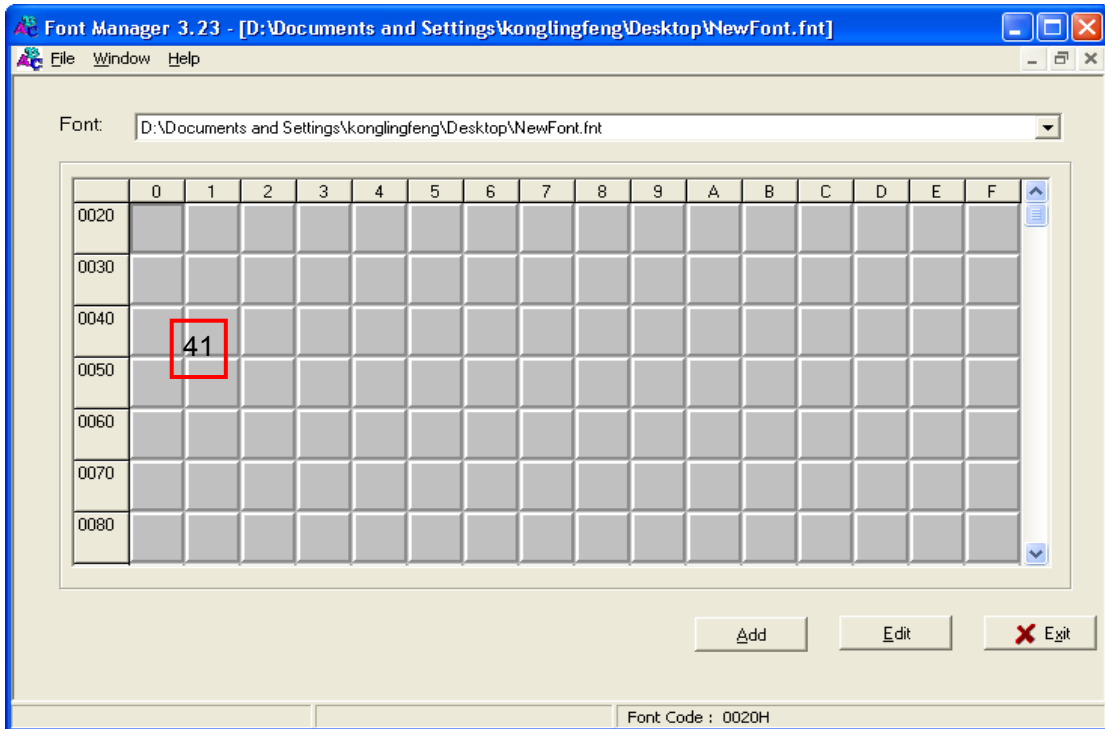 Font Manager 3.23 - [D:\Documents and Settings\konglingfeng\Desktop\NewFont.fnt]
File Window Help
Font: D:\Documents and Settings\konglingfeng\Desktop\NewFont.fnt
0 1 2 3 4 5 6 7 8 9 A B C D E F
0020
0030
0040
41
0050
0060
0070
0080
Add Edit Exit
Font Code : 0020H